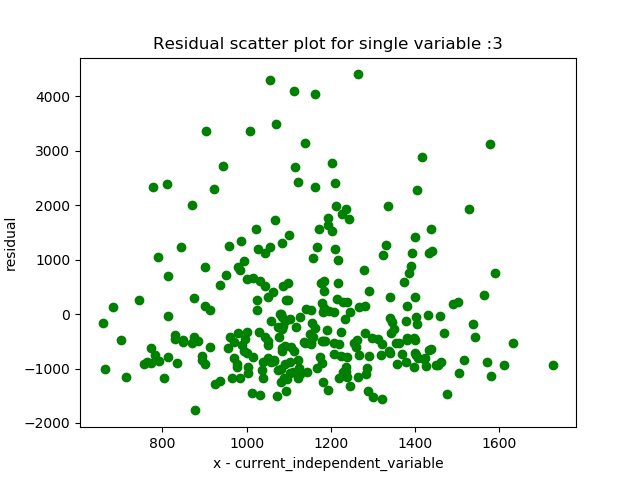 Residual scatter plot for single variable :3
4000
3000
2000
1000
0
−1000
−2000
residual
800 1000 1200 1400 1600
x - current_independent_variable